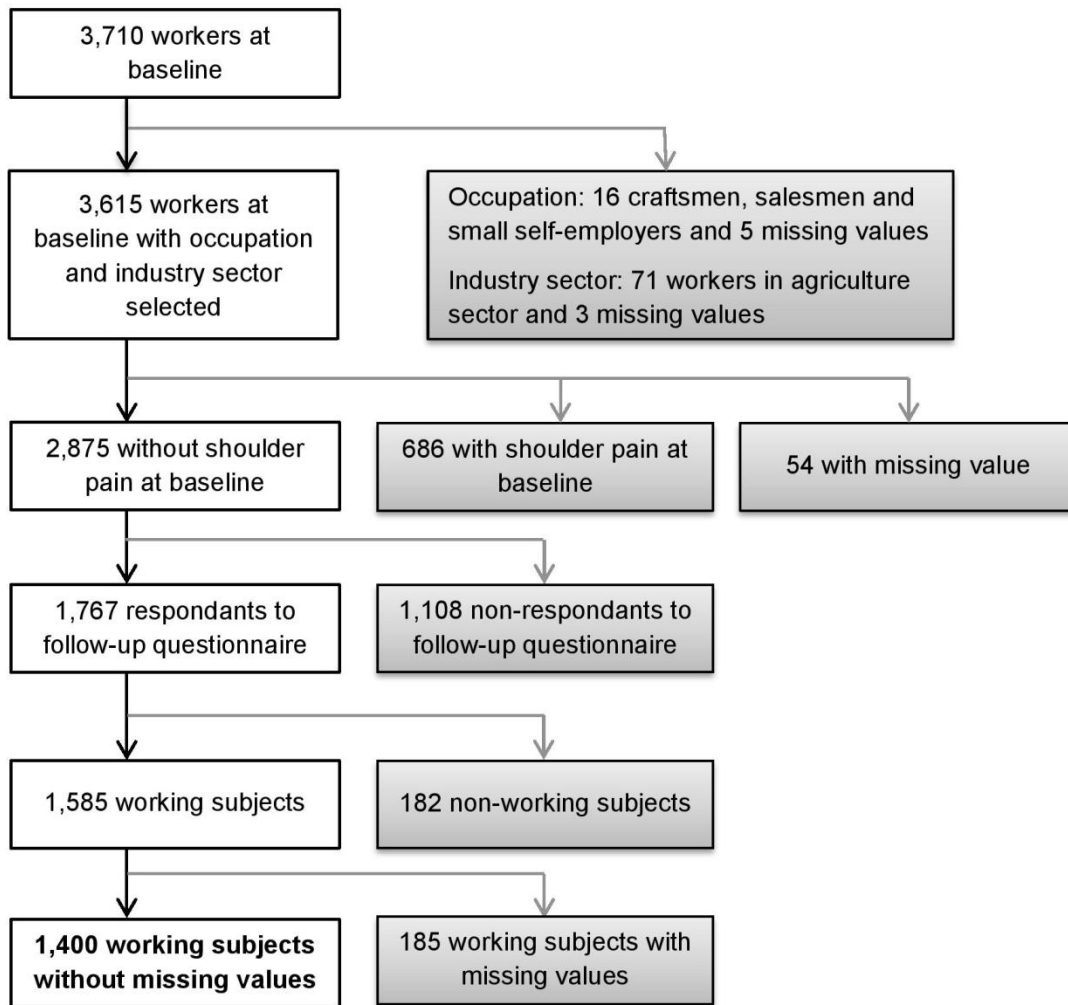 3,710 workers at
baseline
3,615 workers at
baseline with occupation
and industry sector
selected
Occupation: 16 craftsmen, salesmen and
small self-employers and 5 missing values
Industry sector: 71 workers in agriculture
sector and 3 missing values
2,875 without shoulder
pain at baseline
686 with shoulder pain at
baseline
54 with missing value
1,767 respondants to
follow-up questionnaire
1,108 non-respondants to
follow-up questionnaire
1,585 working subjects
182 non-working subjects
1,400 working subjects
without missing values
185 working subjects with
missing values